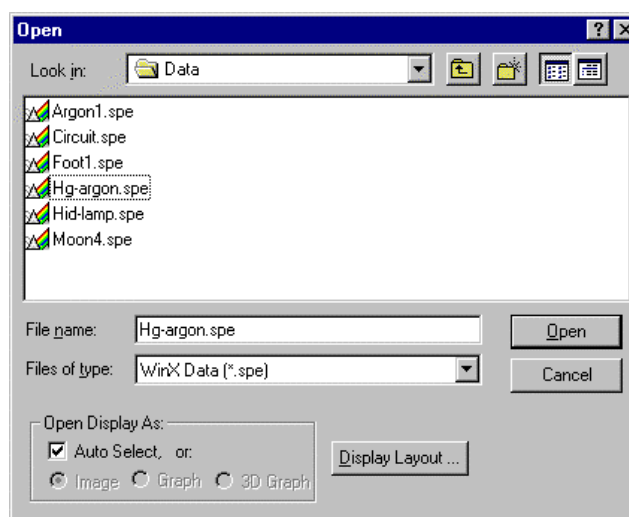 Open
Look in: Data
Argon1.spe
Circuit.spe
Foot1.spe
Hg-argon.spe
Hid-lamp.spe
Moon4.spe
File name: Hg-argon.spe Open
Files of type: WinX Data (*.spe) Cancel
Open Display As:
Auto Select, or:
Image Graph 3D Graph
Display Layout ...